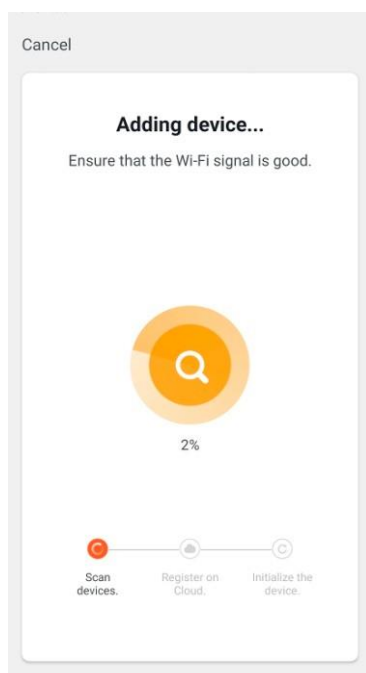 Cancel
Adding device...
Ensure that the Wi-Fi signal is good.
2%
Scan
devices.
Register on
Cloud.
Initialize the
device.